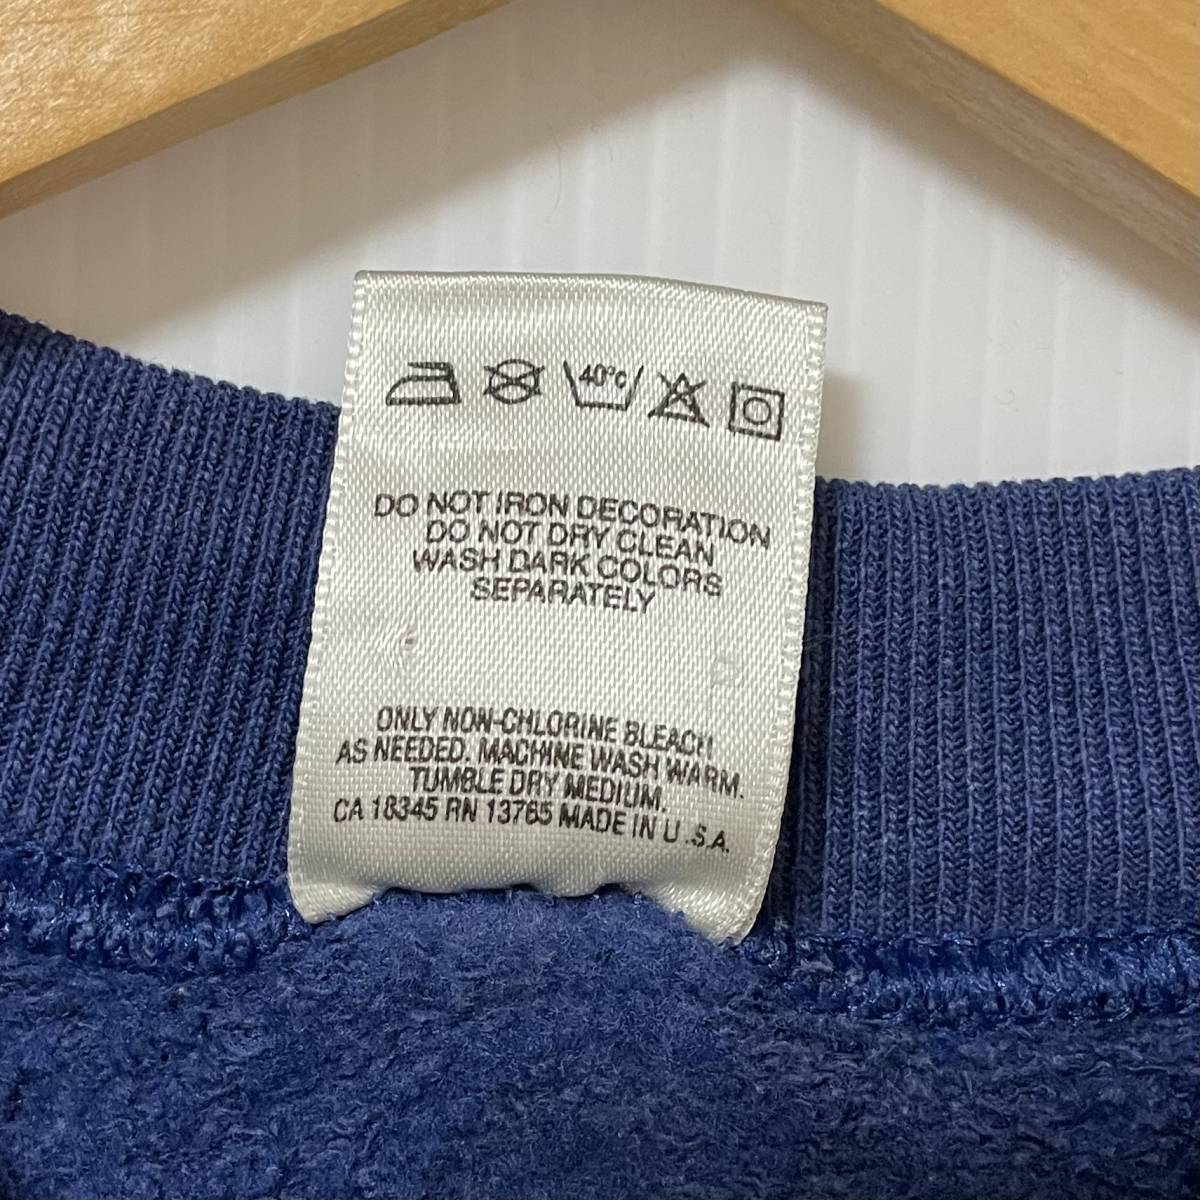 40°c
DO NOT IRON DECORATION
DO NOT DRY CLEAN
WASH DARK COLORS
SEPARATELY
ONLY NON-CHLORINE BLEACH
AS NEEDED. MACHINE WASH WARM.
TUMBLE DRY MEDIUM.
CA 18345 RN 13765 MADE IN U.S.A.